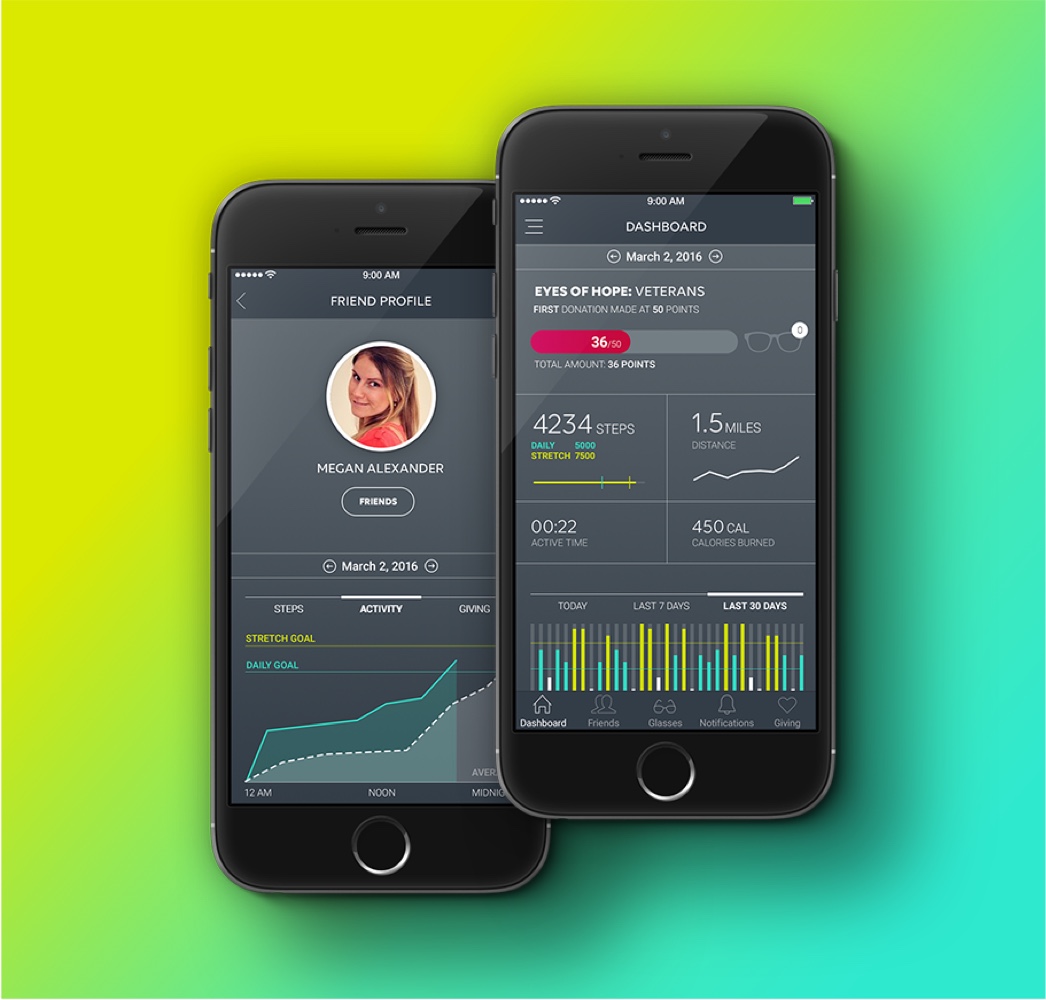 9:00 AM
FRIEND PROFILE
MEGAN ALEXANDER
FRIENDS
March 2, 2016
STEPS
ACTIVITY
GIVING
STRETCH GOAL
DAILY GOAL
AVER
12 AM
NOON
MIDNIG
9:00 AM
DASHBOARD
March 2, 2016
EYES OF HOPE: VETERANS
FIRST DONATION MADE AT 50 POINTS
36/50
0
TOTAL AMOUNT: 36 POINTS
4234 STEPS
DAILY 5000
STRETCH 7500
1.5 MILES
DISTANCE
00:22
ACTIVE TIME
450 CAL
CALORIES BURNED
TODAY
LAST 7 DAYS
LAST 30 DAYS
Dashboard
Friends
Glasses
Notifications
Giving